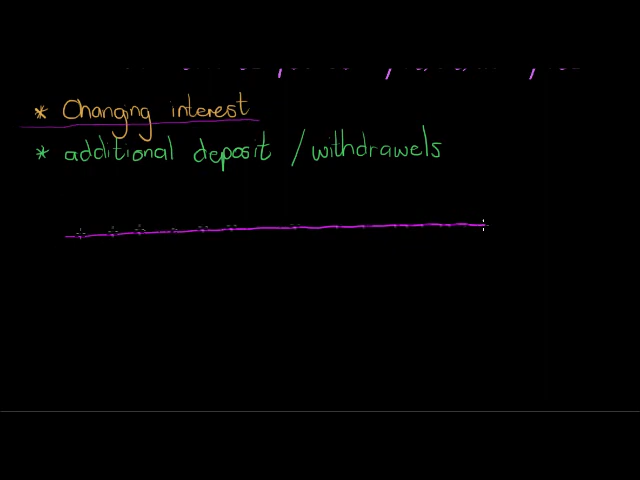 * Changing interest
* additional deposit / withdrawels